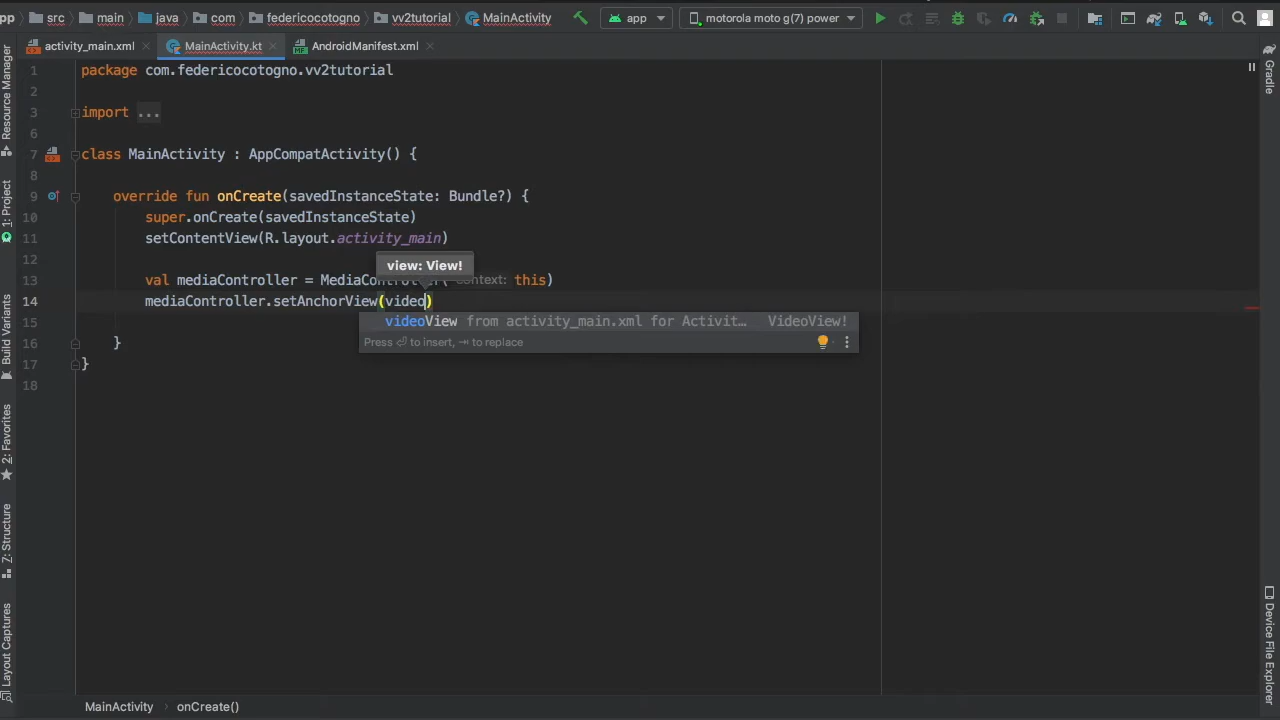 pp src main java com federicocotogno vv2tutorial MainActivity app motorola moto g(7) power
activity_main.xml MainActivity.kt AndroidManifest.xml
Resource Manager
1: Project
Build Variants
2: Favorites
7: Structure
Layout Captures
1 package com.federicocotogno.vv2tutorial
2
3 import ...
6
7 class MainActivity : AppCompatActivity() {
8
9 override fun onCreate(savedInstanceState: Bundle?) {
10 super.onCreate(savedInstanceState)
11 setContentView(R.layout.activity_main)
12
view: View!
13 val mediaController = MediaController( context: this)
14 mediaController.setAnchorView(video)
videoView from activity_main.xml for Activit... VideoView!
15
Press ⏎ to insert, ⇥ to replace
16 }
17 }
18
Gradle
Device File Explorer
MainActivity onCreate()